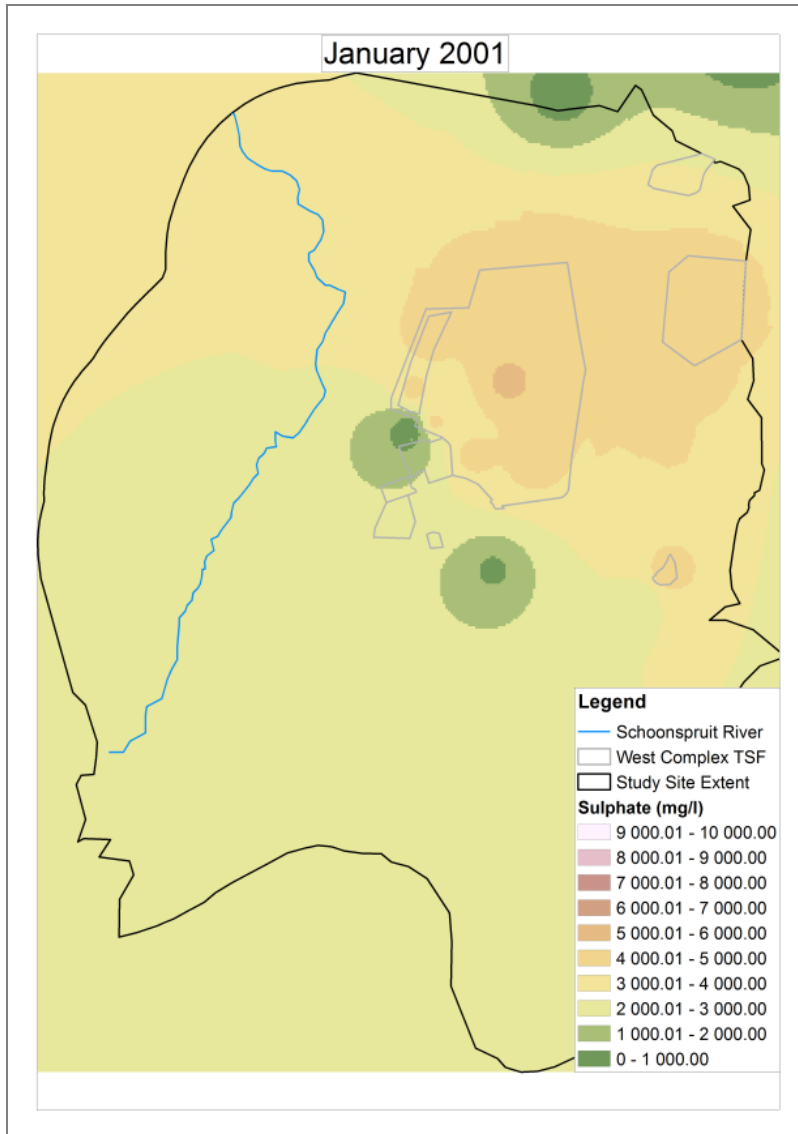 January 2001
Legend
Schoonspruit River
West Complex TSF
Study Site Extent
Sulphate (mg/l)
9 000.01 - 10 000.00
8 000.01 - 9 000.00
7 000.01 - 8 000.00
6 000.01 - 7 000.00
5 000.01 - 6 000.00
4 000.01 - 5 000.00
3 000.01 - 4 000.00
2 000.01 - 3 000.00
1 000.01 - 2 000.00
0 - 1 000.00